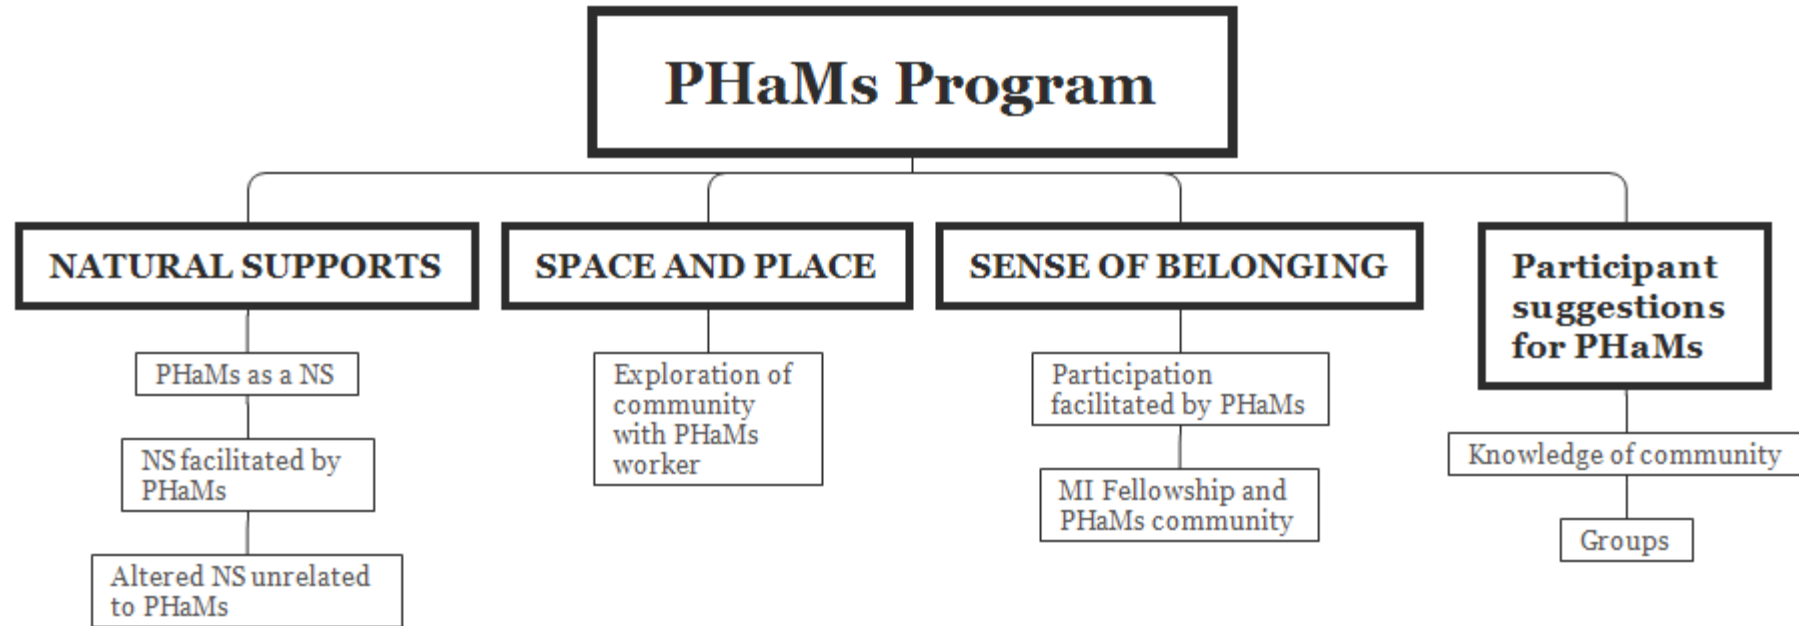 PHaMs Program
NATURAL SUPPORTS
PHaMs as a NS
NS facilitated by
PHaMs
Altered NS unrelated
to PHaMs
SPACE AND PLACE
Exploration of
community
with PHaMs
worker
SENSE OF BELONGING
Participation
facilitated by PHaMs
MI Fellowship and
PHaMs community
Participant
suggestions
for PHaMs
Knowledge of community
Groups